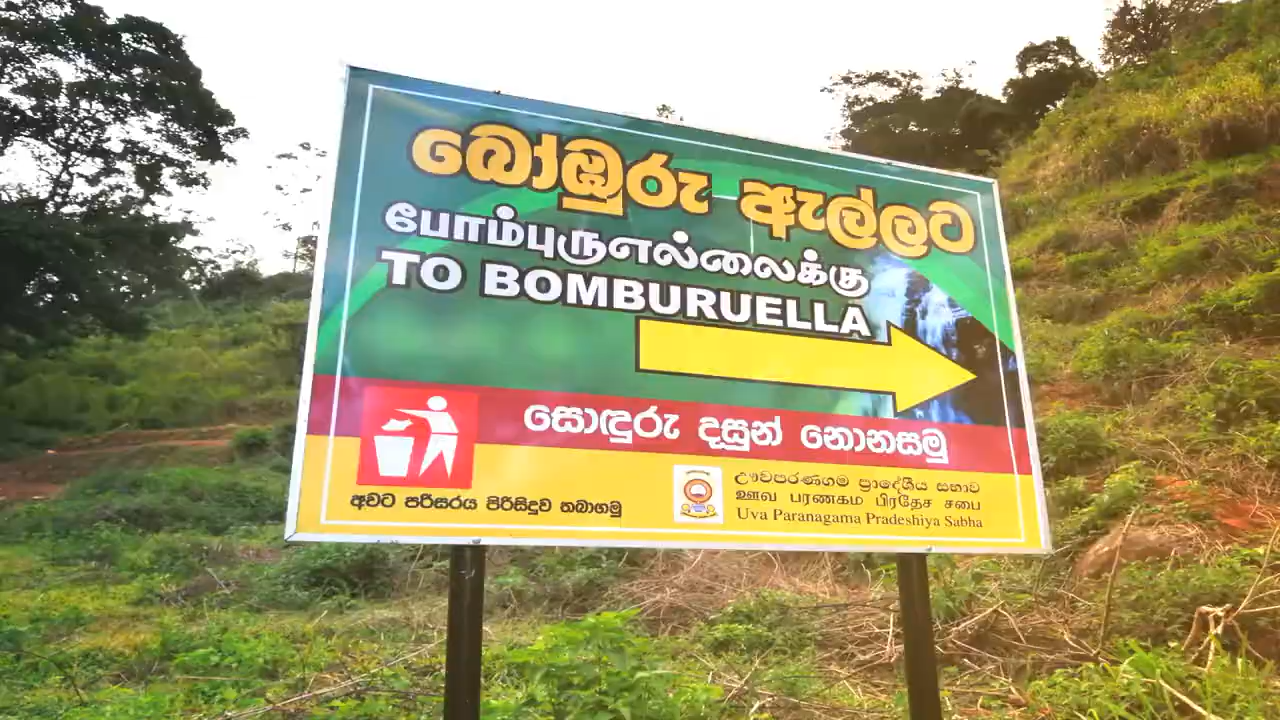 බෝඹුරු ඇල්ලට
போம்புருஎல்லைக்கு
TO BOMBURUELLA
සොඳුරු දසුන් නොනසමු
අවට පරිසරය පිරිසිදුව තබාගමු
ඌවපරණගම ප්‍රාදේශීය සභාව
ஊவ பரணகம பிரதேச சபை
Uva Paranagama Pradeshiya Sabha